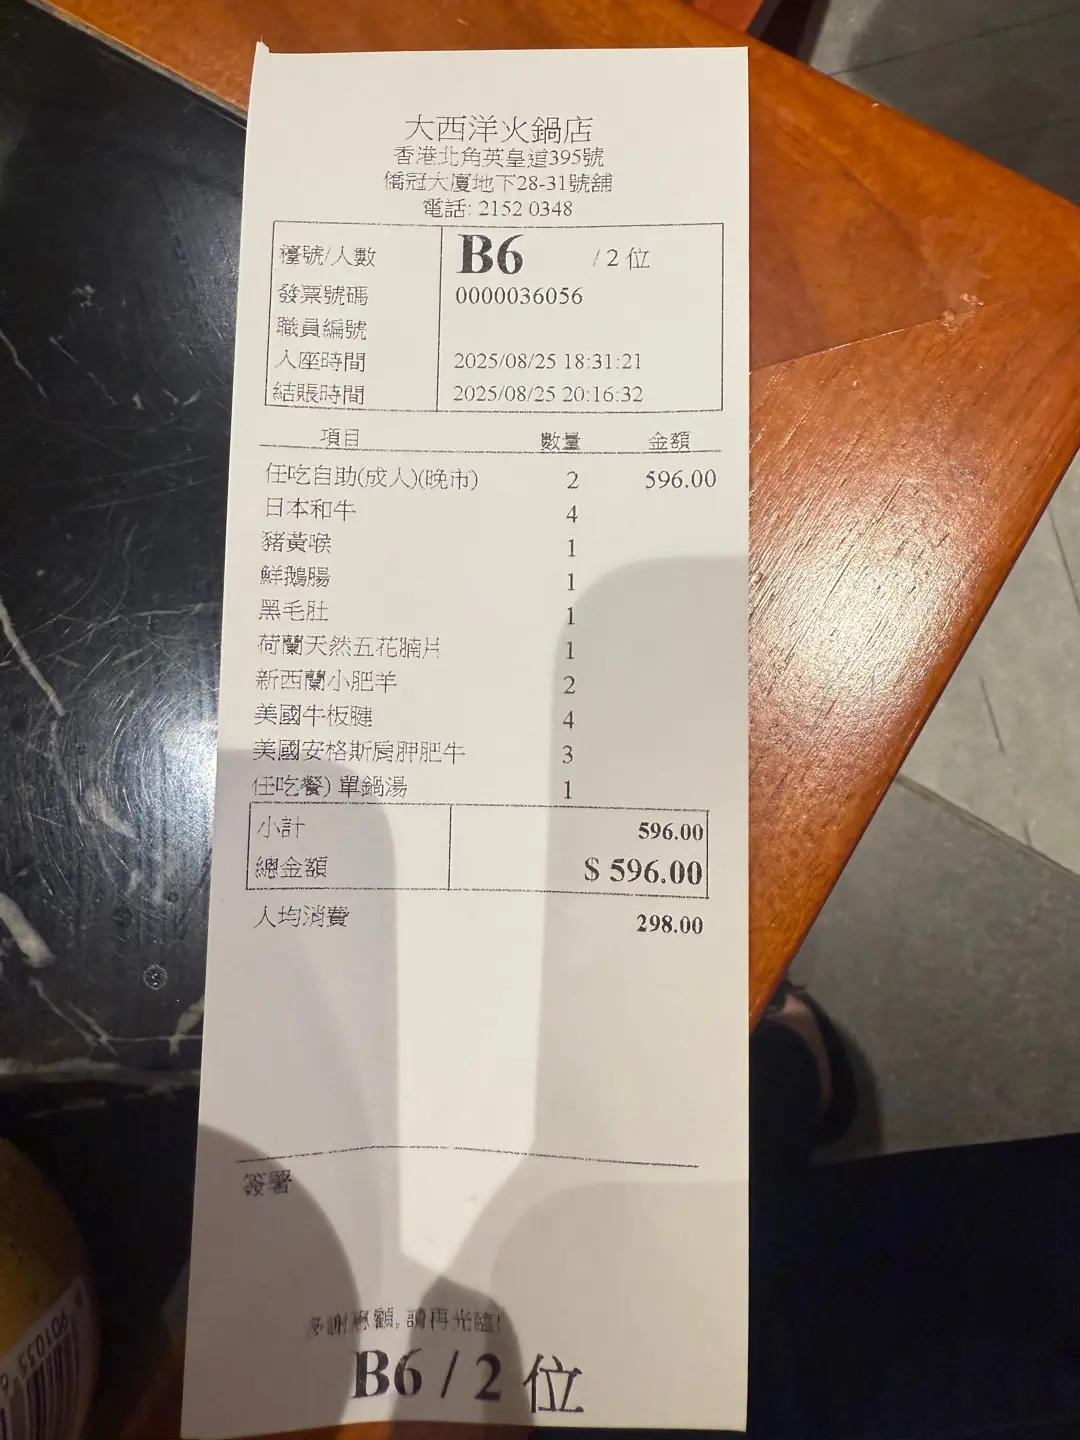 大西洋火鍋店
香港北角英皇道395號
僑冠大廈地下28-31號舖
電話: 2152 0348
檯號/人數 B6 / 2 位
發票號碼 0000036056
職員編號
入座時間 2025/08/25 18:31:21
結賬時間 2025/08/25 20:16:32
項目 數量 金額
任吃自助(成人)(晚市) 2 596.00
日本和牛 4
豬黃喉 1
鮮鵝腸 1
黑毛肚 1
荷蘭天然五花腩片 1
新西蘭小肥羊 2
美國牛板腱 4
美國安格斯肩胛肥牛 3
任吃餐) 單鍋湯 1
小計 596.00
總金額 $ 596.00
人均消費 298.00
簽署
多謝惠顧, 請再光臨!
B6 / 2 位